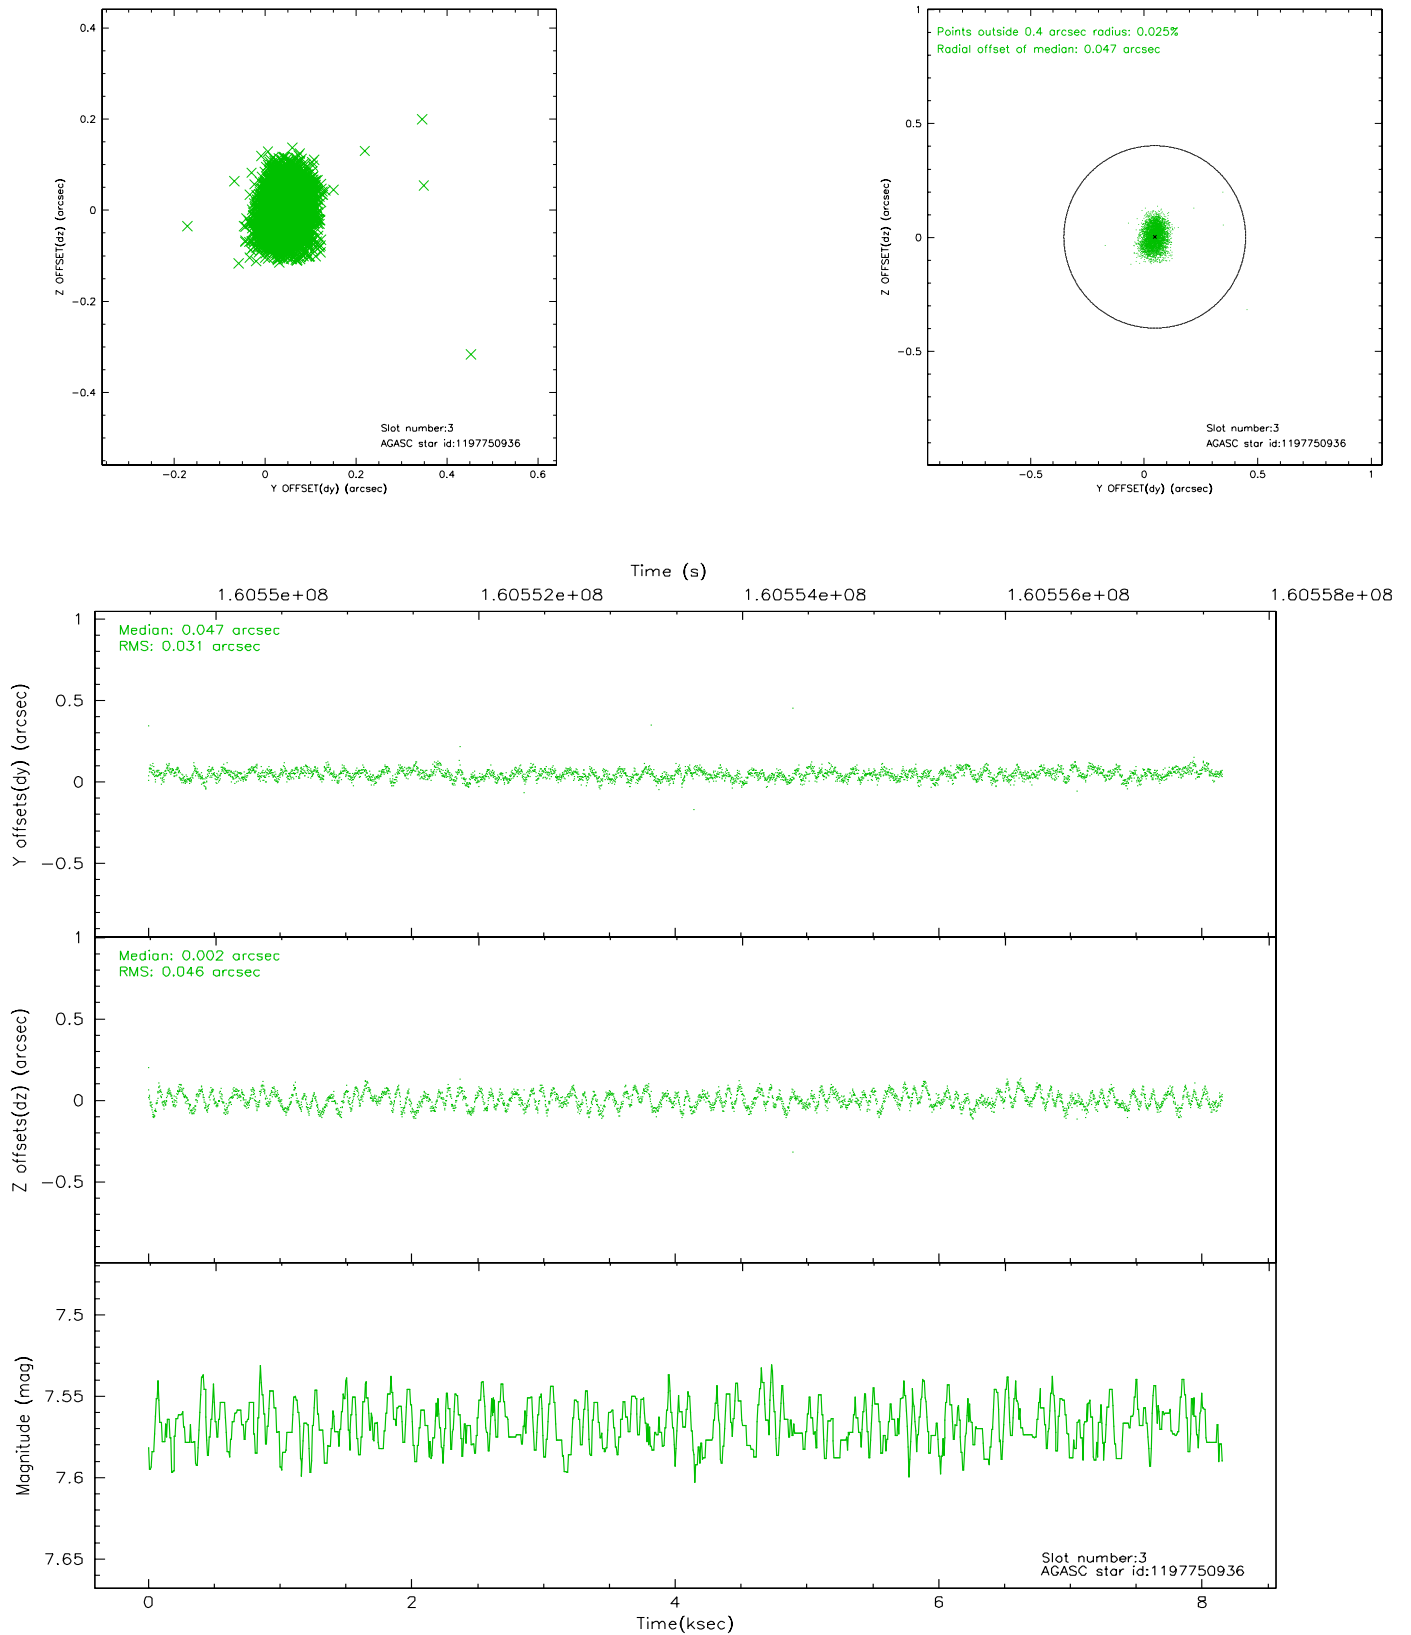 0.4
0.2
0
−0.2
−0.4
Z OFFSET(dz) (arcsec)
Slot number:3
AGASC star id:1197750936
−0.2 0 0.2 0.4 0.6
Y OFFSET(dy) (arcsec)
Points outside 0.4 arcsec radius: 0.025%
Radial offset of median: 0.047 arcsec
1
0.5
0
−0.5
Z OFFSET(dz) (arcsec)
Slot number:3
AGASC star id:1197750936
−0.5 0 0.5 1
Y OFFSET(dy) (arcsec)
Time (s)
1.6055e+08 1.60552e+08 1.60554e+08 1.60556e+08 1.60558e+08
Median: 0.047 arcsec
RMS: 0.031 arcsec
1
0.5
0
−0.5
Y offsets(dy) (arcsec)
Median: 0.002 arcsec
RMS: 0.046 arcsec
1
0.5
0
−0.5
Z offsets(dz) (arcsec)
7.5
7.55
7.6
7.65
Magnitude (mag)
Slot number:3
AGASC star id:1197750936
0 2 4 6 8
Time(ksec)